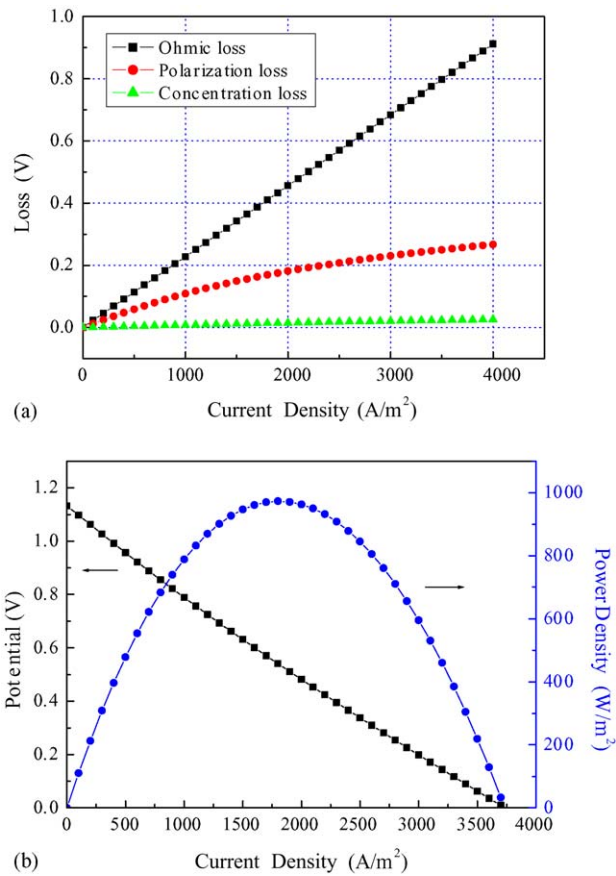 1.0
0.8
0.6
0.4
0.2
0.0
Loss (V)
Ohmic loss
Polarization loss
Concentration loss
0 1000 2000 3000 4000
(a) Current Density (A/m²)
1.2
1.0
0.8
0.6
0.4
0.2
0.0
Potential (V)
1000
800
600
400
200
0
Power Density (W/m²)
0 500 1000 1500 2000 2500 3000 3500 4000
(b) Current Density (A/m²)